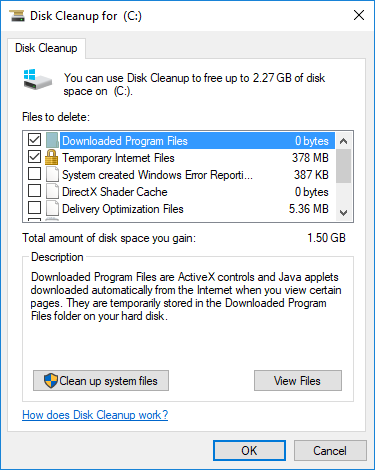 Disk Cleanup for  (C:)
Disk Cleanup
You can use Disk Cleanup to free up to 2.27 GB of disk
space on  (C:).
Files to delete:
Downloaded Program Files 0 bytes
Temporary Internet Files 378 MB
System created Windows Error Reporti... 387 KB
DirectX Shader Cache 0 bytes
Delivery Optimization Files 5.36 MB
Total amount of disk space you gain: 1.50 GB
Description
Downloaded Program Files are ActiveX controls and Java applets
downloaded automatically from the Internet when you view certain
pages. They are temporarily stored in the Downloaded Program
Files folder on your hard disk.
Clean up system files View Files
How does Disk Cleanup work?
OK Cancel